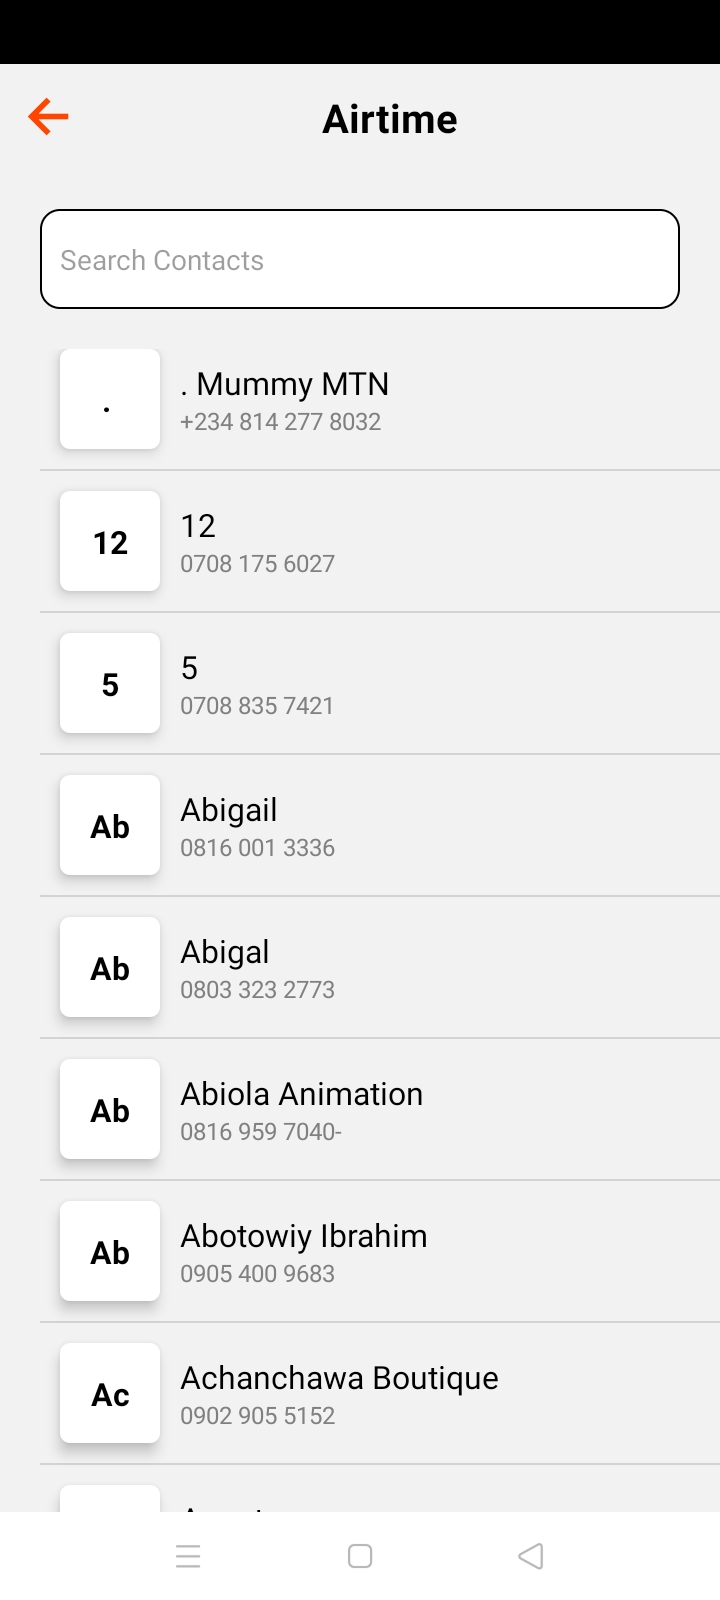 Airtime
Search Contacts
.
. Mummy MTN
+234 814 277 8032
12
12
0708 175 6027
5
5
0708 835 7421
Ab
Abigail
0816 001 3336
Ab
Abigal
0803 323 2773
Ab
Abiola Animation
0816 959 7040-
Ab
Abotowiy Ibrahim
0905 400 9683
Ac
Achanchawa Boutique
0902 905 5152